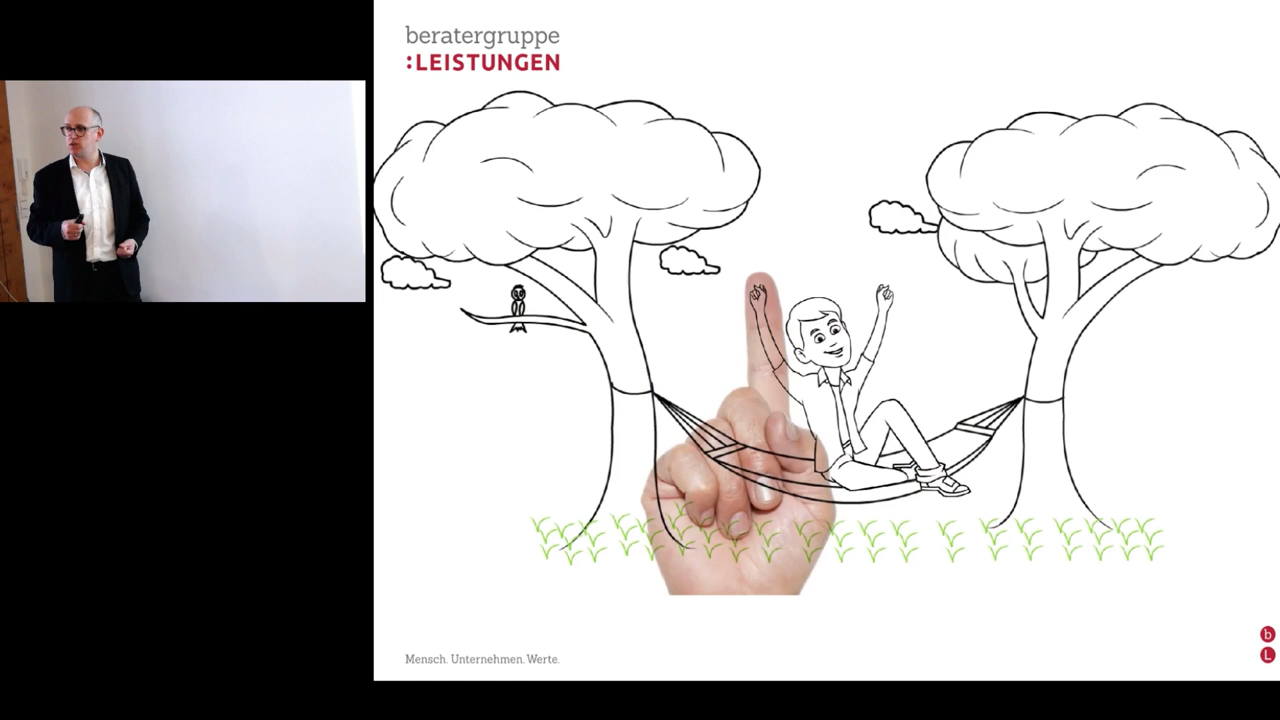 beratergruppe
:LEISTUNGEN
Mensch. Unternehmen. Werte.
b
L